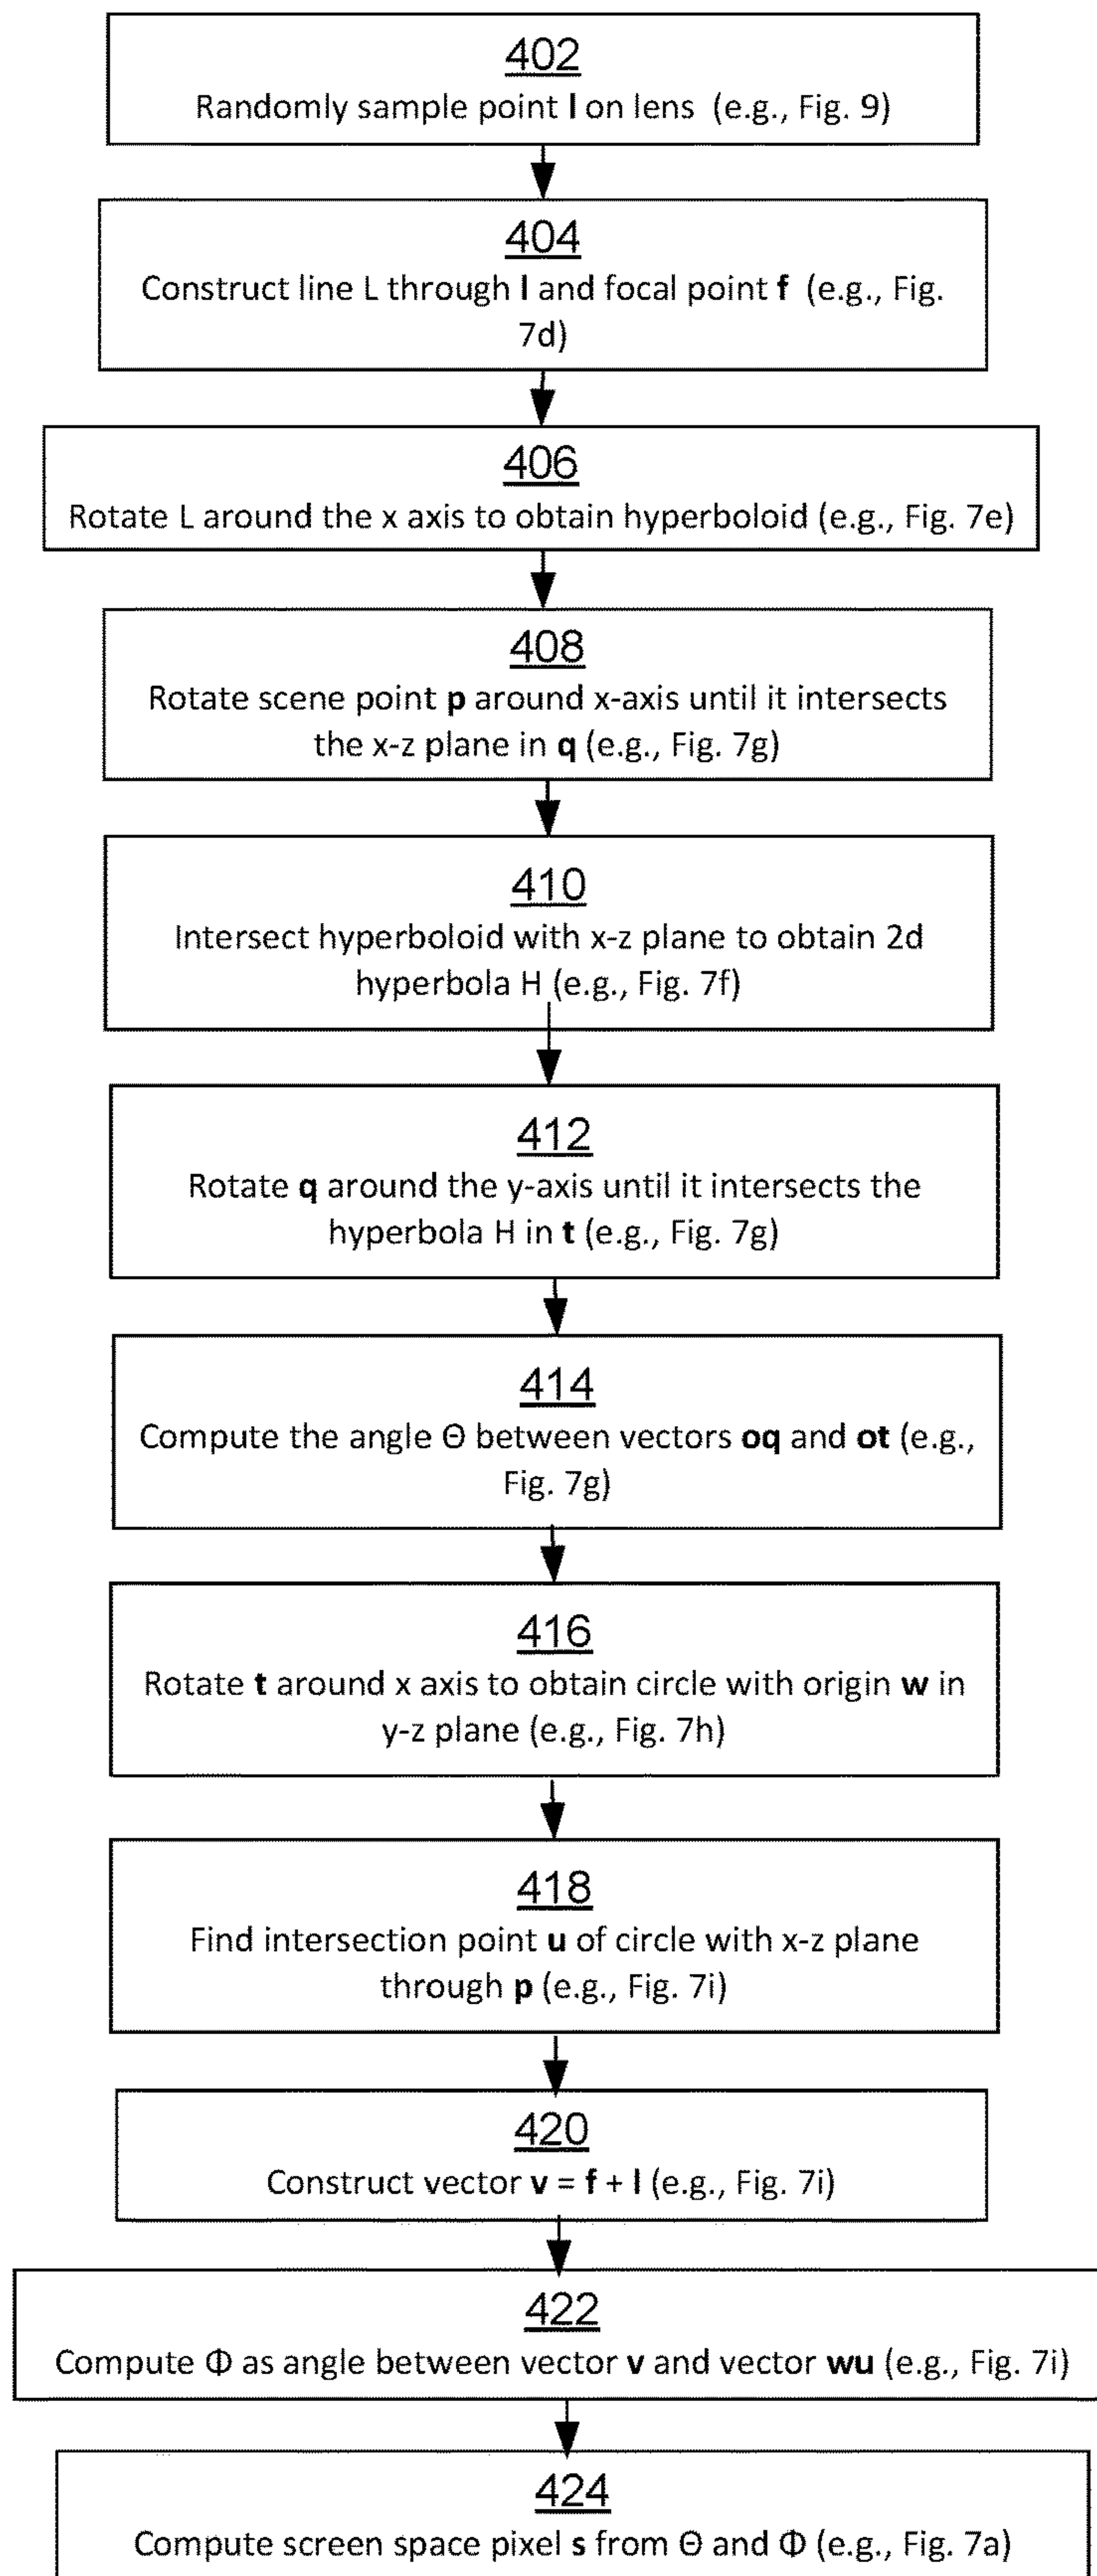 402
Randomly sample point l on lens (e.g., Fig. 9)
404
Construct line L through l and focal point f (e.g., Fig.
7d)
406
Rotate L around the x axis to obtain hyperboloid (e.g., Fig. 7e)
408
Rotate scene point p around x-axis until it intersects
the x-z plane in q (e.g., Fig. 7g)
410
Intersect hyperboloid with x-z plane to obtain 2d
hyperbola H (e.g., Fig. 7f)
412
Rotate q around the y-axis until it intersects the
hyperbola H in t (e.g., Fig. 7g)
414
Compute the angle Θ between vectors oq and ot (e.g.,
Fig. 7g)
416
Rotate t around x axis to obtain circle with origin w in
y-z plane (e.g., Fig. 7h)
418
Find intersection point u of circle with x-z plane
through p (e.g., Fig. 7i)
420
Construct vector v = f + l (e.g., Fig. 7i)
422
Compute Φ as angle between vector v and vector wu (e.g., Fig. 7i)
424
Compute screen space pixel s from Θ and Φ (e.g., Fig. 7a)